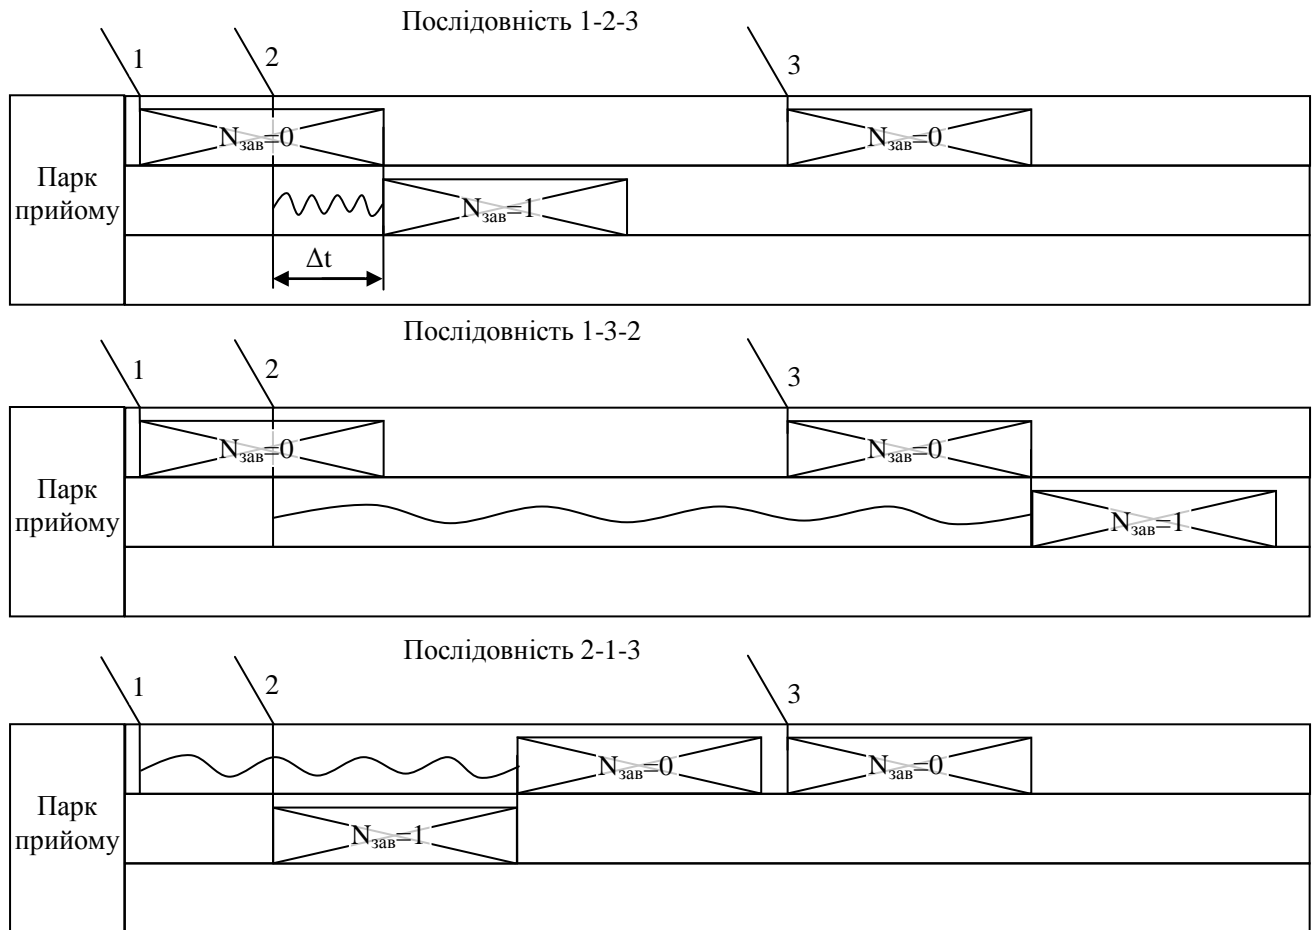 Послідовність 1-2-3
1
2
3
Парк
прийому
Nзав=0
Nзав=0
Nзав=1
Δt
Послідовність 1-3-2
1
2
3
Парк
прийому
Nзав=0
Nзав=0
Nзав=1
Послідовність 2-1-3
1
2
3
Парк
прийому
Nзав=0
Nзав=0
Nзав=1